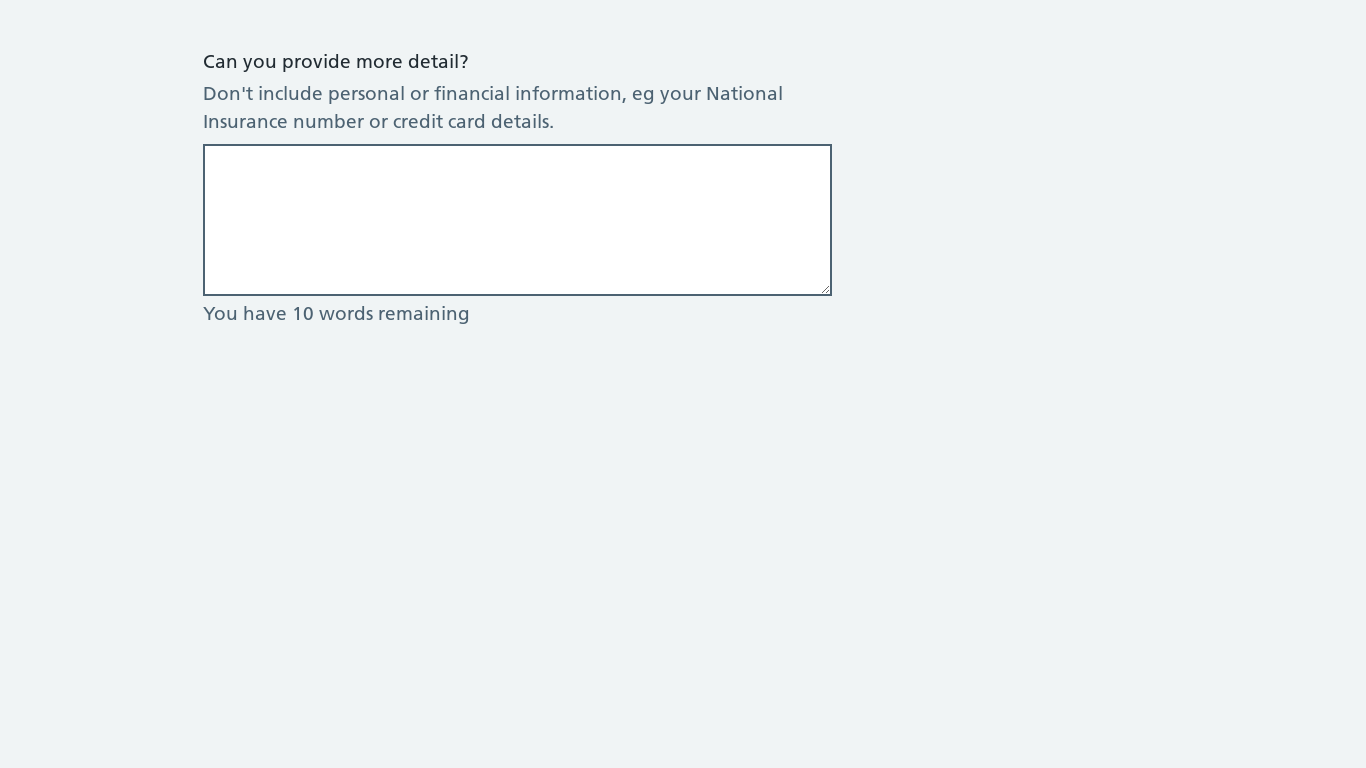 Can you provide more detail?
Don't include personal or financial information, eg your National
Insurance number or credit card details.
You have 10 words remaining